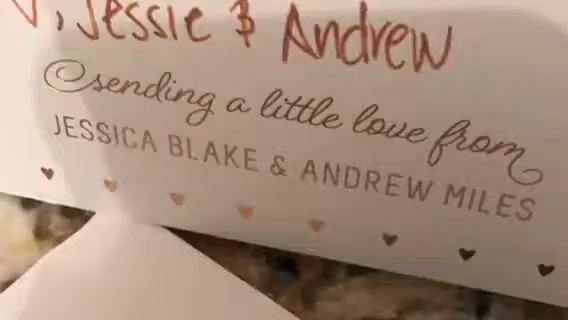 , Jessie & Andrew
sending a little love from
JESSICA BLAKE & ANDREW MILES